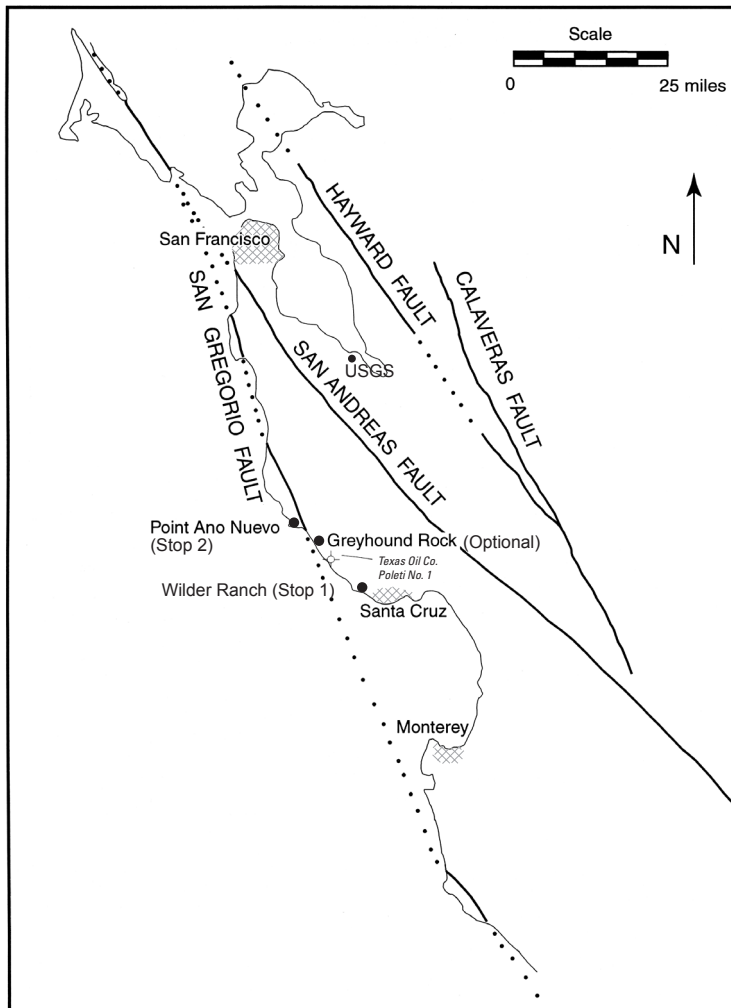 Scale
0 25 miles
N
HAYWARD FAULT
CALAVERAS FAULT
San Francisco
SAN GREGORIO FAULT
SAN ANDREAS FAULT
USGS
Point Ano Nuevo
(Stop 2)
Greyhound Rock (Optional)
Texas Oil Co.
Poleti No. 1
Wilder Ranch (Stop 1)
Santa Cruz
Monterey